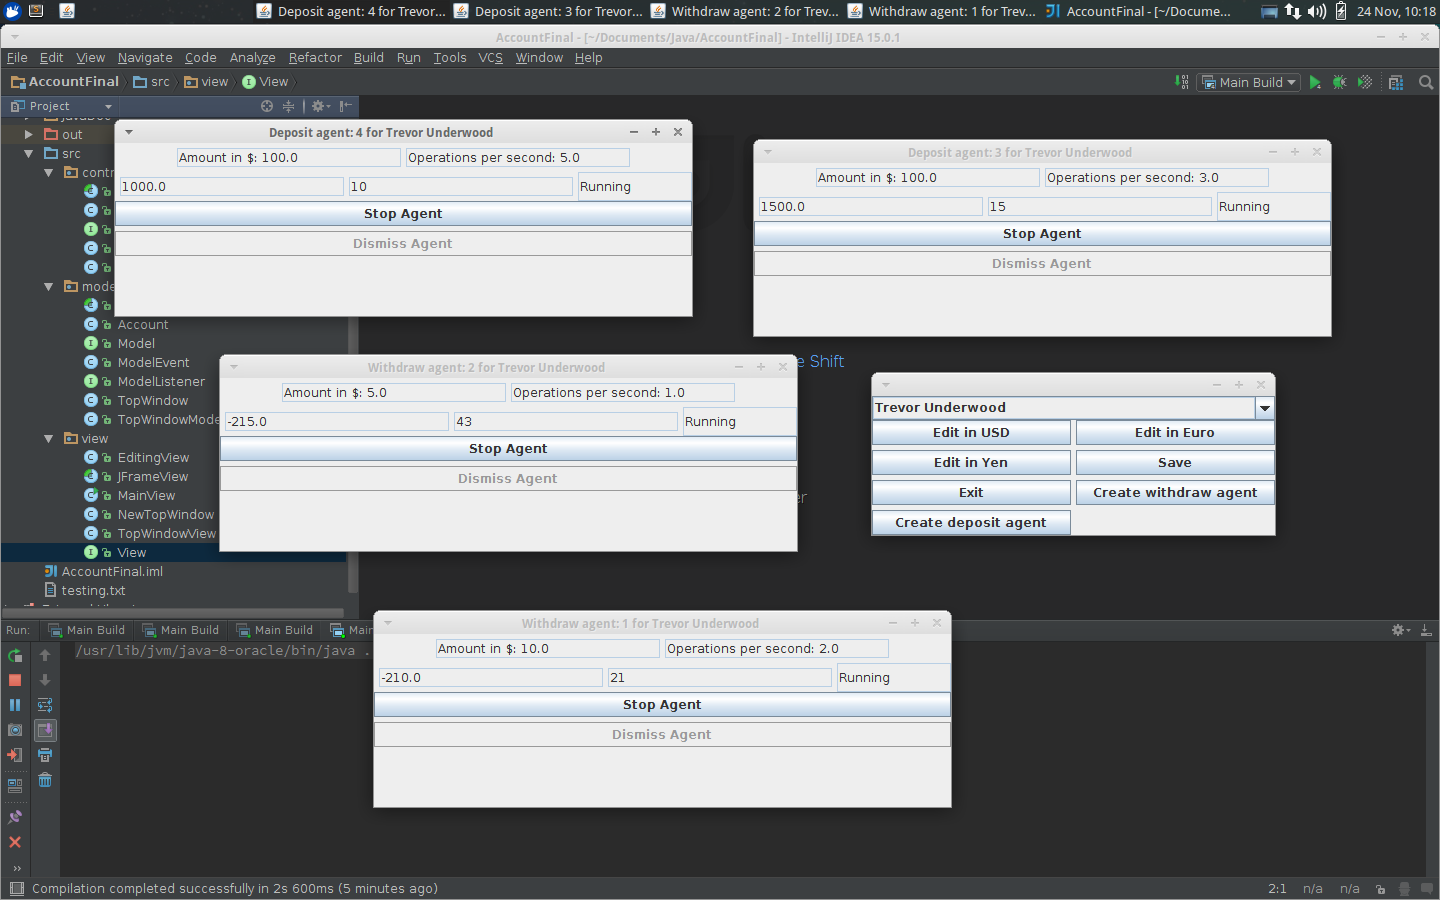 Deposit agent: 4 for Trevor... Deposit agent: 3 for Trevor... Withdraw agent: 2 for Trev... Withdraw agent: 1 for Trev... AccountFinal - [~/Docume... 24 Nov, 10:18
AccountFinal - [~/Documents/Java/AccountFinal] - IntelliJ IDEA 15.0.1
File Edit View Navigate Code Analyze Refactor Build Run Tools VCS Window Help
AccountFinal src view View Main Build
Project
out
src
contr
mode
Account
Model
ModelEvent
ModelListener
TopWindow
TopWindowMode
view
EditingView
JFrameView
MainView
NewTopWindow
TopWindowView
View
AccountFinal.iml
testing.txt
Deposit agent: 4 for Trevor Underwood
Amount in $: 100.0 Operations per second: 5.0
1000.0 10 Running
Stop Agent
Dismiss Agent
Deposit agent: 3 for Trevor Underwood
Amount in $: 100.0 Operations per second: 3.0
1500.0 15 Running
Stop Agent
Dismiss Agent
e Shift
Withdraw agent: 2 for Trevor Underwood
Amount in $: 5.0 Operations per second: 1.0
-215.0 43 Running
Stop Agent
Dismiss Agent
er
Trevor Underwood
Edit in USD Edit in Euro
Edit in Yen Save
Exit Create withdraw agent
Create deposit agent
Withdraw agent: 1 for Trevor Underwood
Amount in $: 10.0 Operations per second: 2.0
-210.0 21 Running
Stop Agent
Dismiss Agent
Run: Main Build Main Build Main Build Main
/usr/lib/jvm/java-8-oracle/bin/java .
Compilation completed successfully in 2s 600ms (5 minutes ago) 2:1 n/a n/a